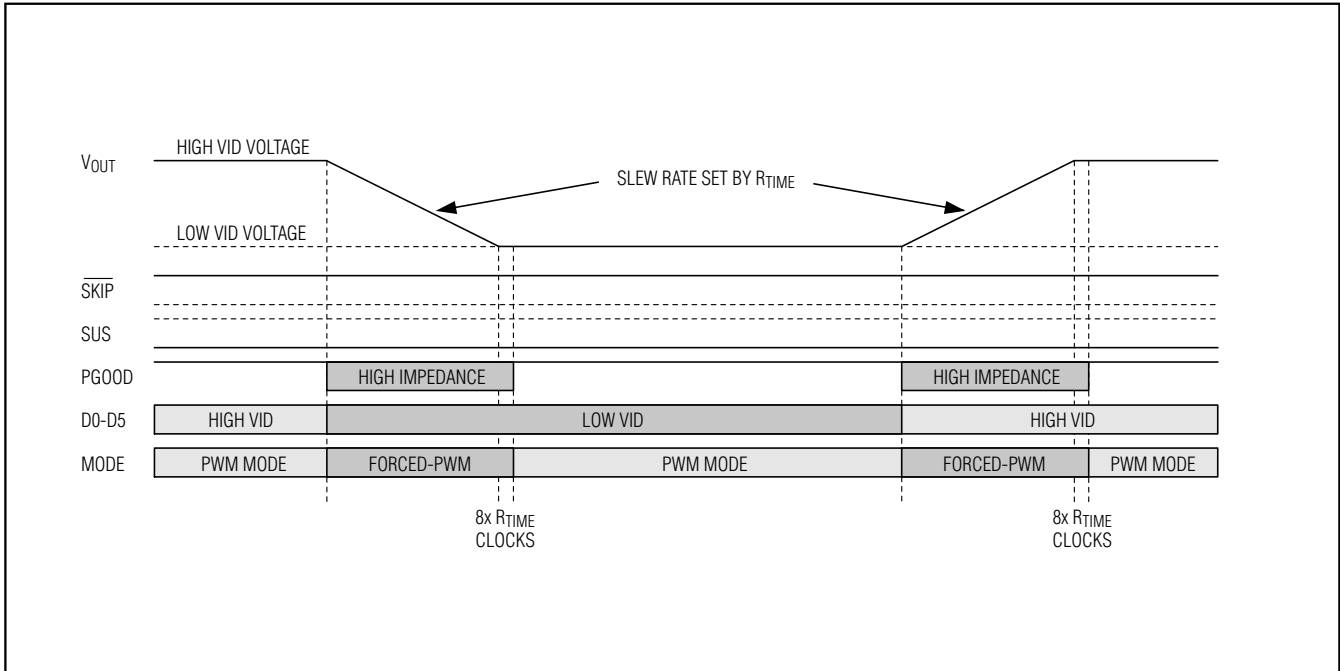 HIGH VID VOLTAGE
VOUT
SLEW RATE SET BY RTIME
LOW VID VOLTAGE
SKIP
SUS
PGOOD HIGH IMPEDANCE HIGH IMPEDANCE
D0-D5 HIGH VID LOW VID HIGH VID
MODE PWM MODE FORCED-PWM PWM MODE FORCED-PWM PWM MODE
8x RTIME
CLOCKS
8x RTIME
CLOCKS